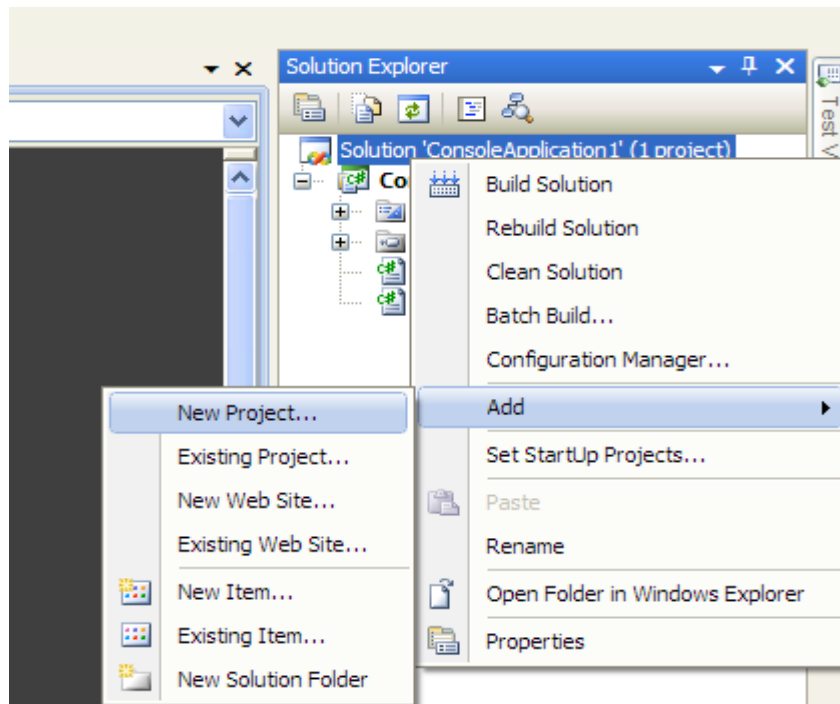 Solution Explorer
Solution 'ConsoleApplication1' (1 project)
Test V
Build Solution
Rebuild Solution
Clean Solution
Batch Build...
Configuration Manager...
Add
Set StartUp Projects...
Paste
Rename
Open Folder in Windows Explorer
Properties
New Project...
Existing Project...
New Web Site...
Existing Web Site...
New Item...
Existing Item...
New Solution Folder